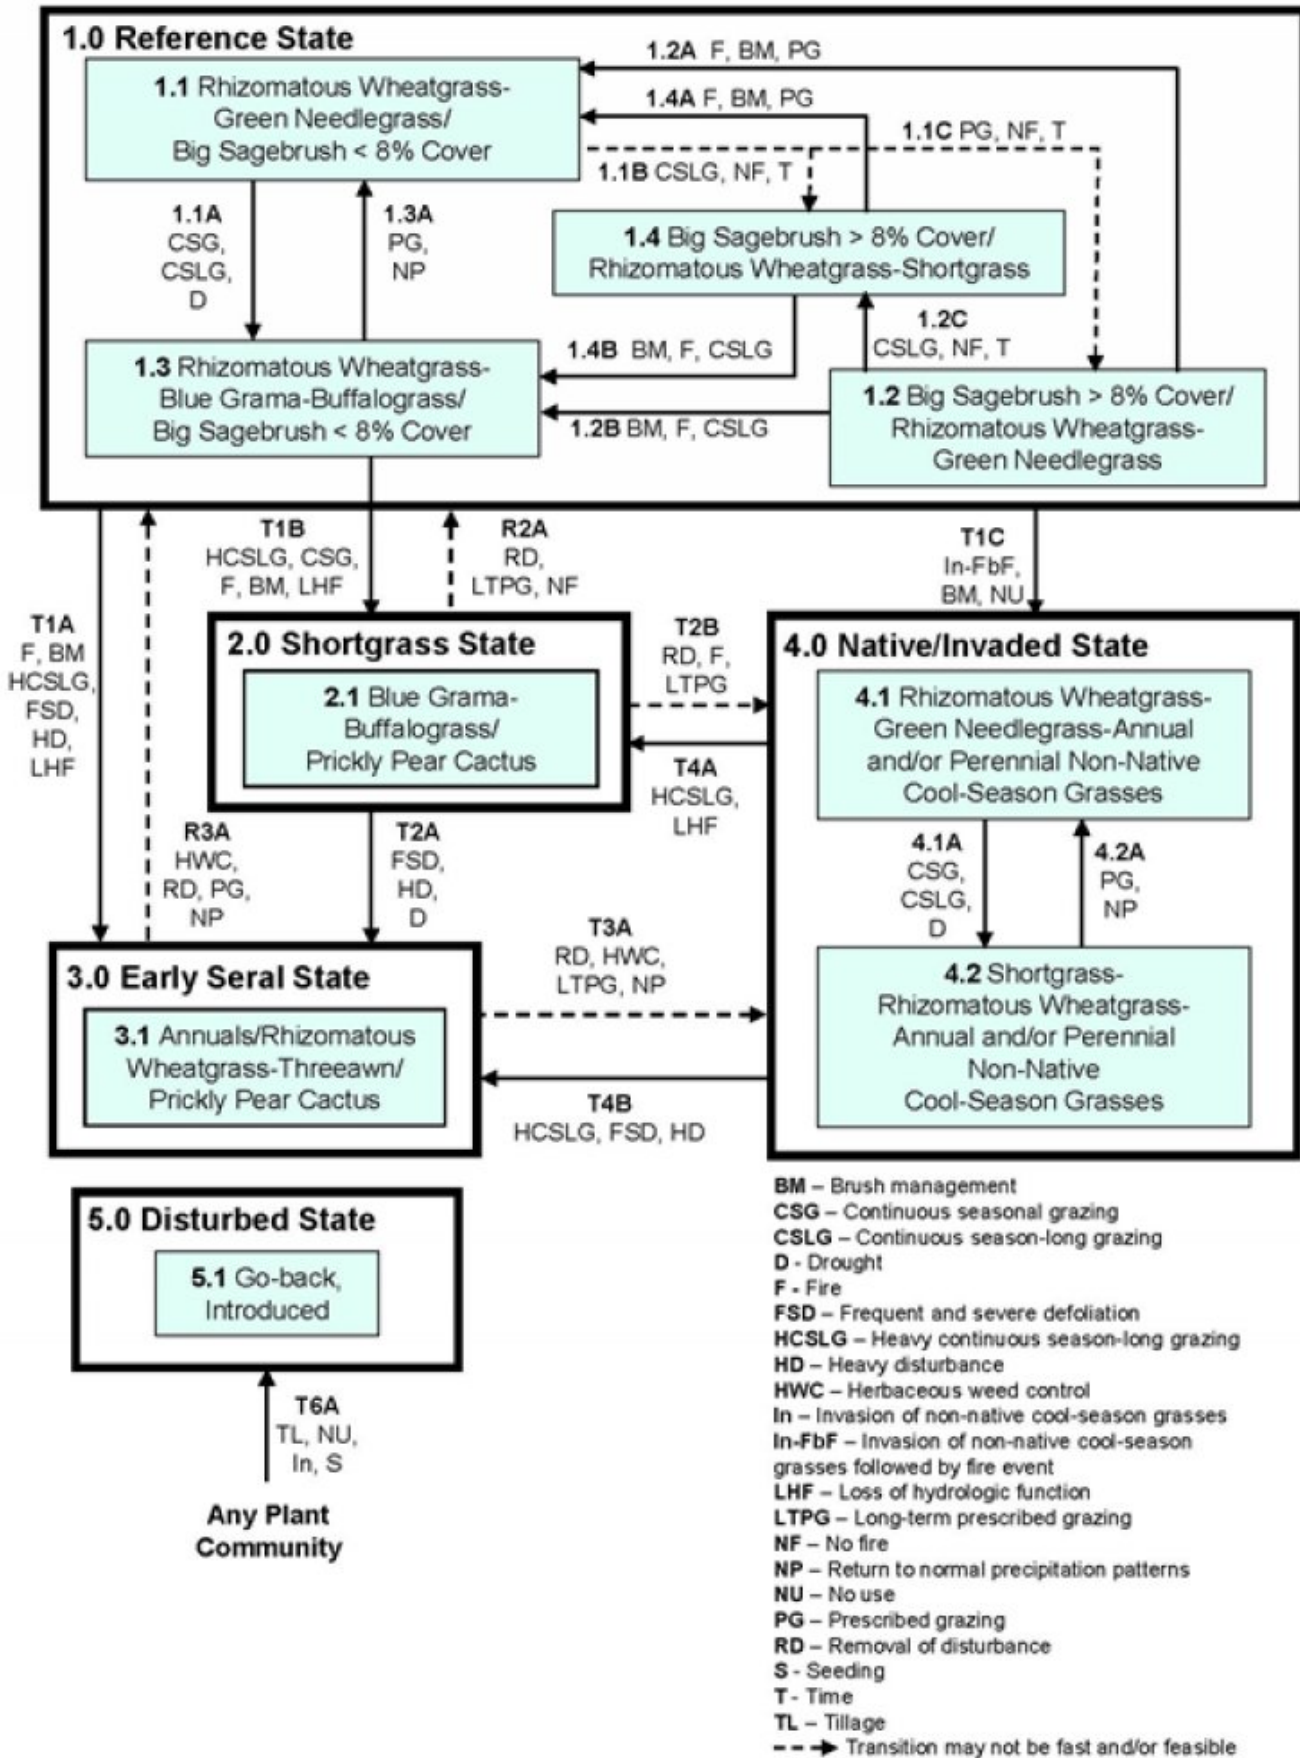 1.0 Reference State
1.2A F, BM, PG
1.1 Rhizomatous Wheatgrass-
Green Needlegrass/
Big Sagebrush < 8% Cover
1.4A F, BM, PG
1.1C PG, NF, T
1.1B CSLG, NF, T
1.1A
CSG,
CSLG,
D
1.3A
PG,
NP
1.4 Big Sagebrush > 8% Cover/
Rhizomatous Wheatgrass-Shortgrass
1.2C
CSLG, NF, T
1.4B BM, F, CSLG
1.3 Rhizomatous Wheatgrass-
Blue Grama-Buffalograss/
Big Sagebrush < 8% Cover
1.2B BM, F, CSLG
1.2 Big Sagebrush > 8% Cover/
Rhizomatous Wheatgrass-
Green Needlegrass
T1B
HCSLG, CSG,
F, BM, LHF
R2A
RD,
LTPG, NF
T1C
In-FbF,
BM, NU
T1A
F, BM
HCSLG,
FSD,
HD,
LHF
2.0 Shortgrass State
2.1 Blue Grama-
Buffalograss/
Prickly Pear Cactus
T2B
RD, F,
LTPG
T4A
HCSLG,
LHF
4.0 Native/Invaded State
4.1 Rhizomatous Wheatgrass-
Green Needlegrass-Annual
and/or Perennial Non-Native
Cool-Season Grasses
R3A
HWC,
RD, PG,
NP
T2A
FSD,
HD,
D
4.1A
CSG,
CSLG,
D
4.2A
PG,
NP
T3A
RD, HWC,
LTPG, NP
3.0 Early Seral State
3.1 Annuals/Rhizomatous
Wheatgrass-Threeawn/
Prickly Pear Cactus
4.2 Shortgrass-
Rhizomatous Wheatgrass-
Annual and/or Perennial
Non-Native
Cool-Season Grasses
T4B
HCSLG, FSD, HD
5.0 Disturbed State
5.1 Go-back,
Introduced
T6A
TL, NU,
In, S
Any Plant
Community
BM – Brush management
CSG – Continuous seasonal grazing
CSLG – Continuous season-long grazing
D - Drought
F - Fire
FSD – Frequent and severe defoliation
HCSLG – Heavy continuous season-long grazing
HD – Heavy disturbance
HWC – Herbaceous weed control
In – Invasion of non-native cool-season grasses
In-FbF – Invasion of non-native cool-season
grasses followed by fire event
LHF – Loss of hydrologic function
LTPG – Long-term prescribed grazing
NF – No fire
NP – Return to normal precipitation patterns
NU – No use
PG – Prescribed grazing
RD – Removal of disturbance
S - Seeding
T - Time
TL – Tillage
Transition may not be fast and/or feasible